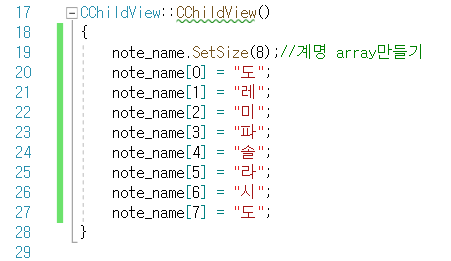 17 CChildView::CChildView()
18 {
19 note_name.SetSize(8);//계명 array만들기
20 note_name[0] = "도";
21 note_name[1] = "레";
22 note_name[2] = "미";
23 note_name[3] = "파";
24 note_name[4] = "솔";
25 note_name[5] = "라";
26 note_name[6] = "시";
27 note_name[7] = "도";
28 }
29